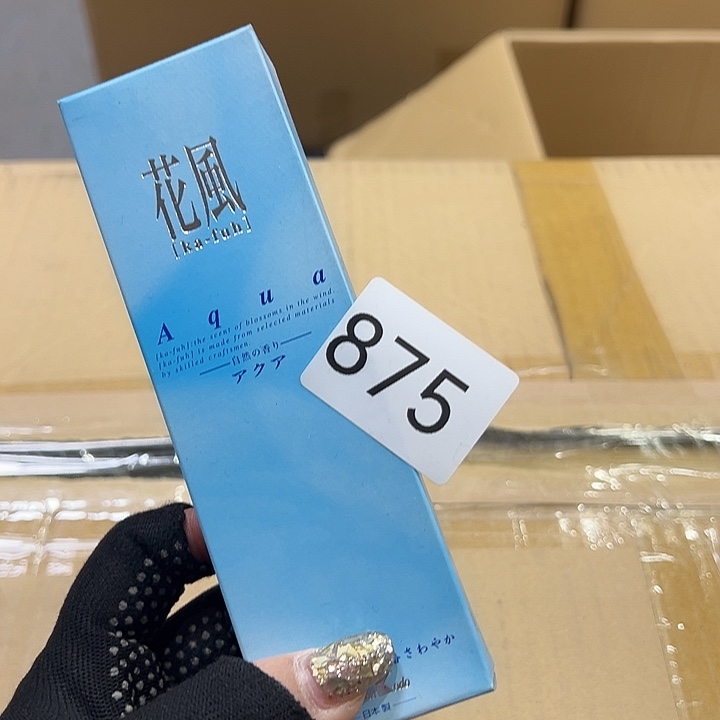 花風
[ka-fuh]
Aqua
[ka-fuh]:the scent of blossoms in the wind.
[ka-fuh] is made from selected materials
by skilled craftsmen.
自然の香り
アクア
875
さわやか
日本製